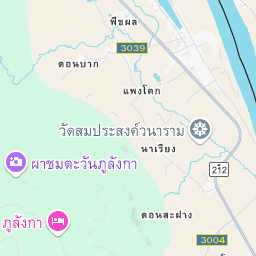 พืชผล
3039
ดอนบาก
แพงโตก
วัดสมประสงค์วนาราม
นาเรียง
ผาชมตะวันภูลังกา
212
ดอนสะฝาง
ภูลังกา
3004